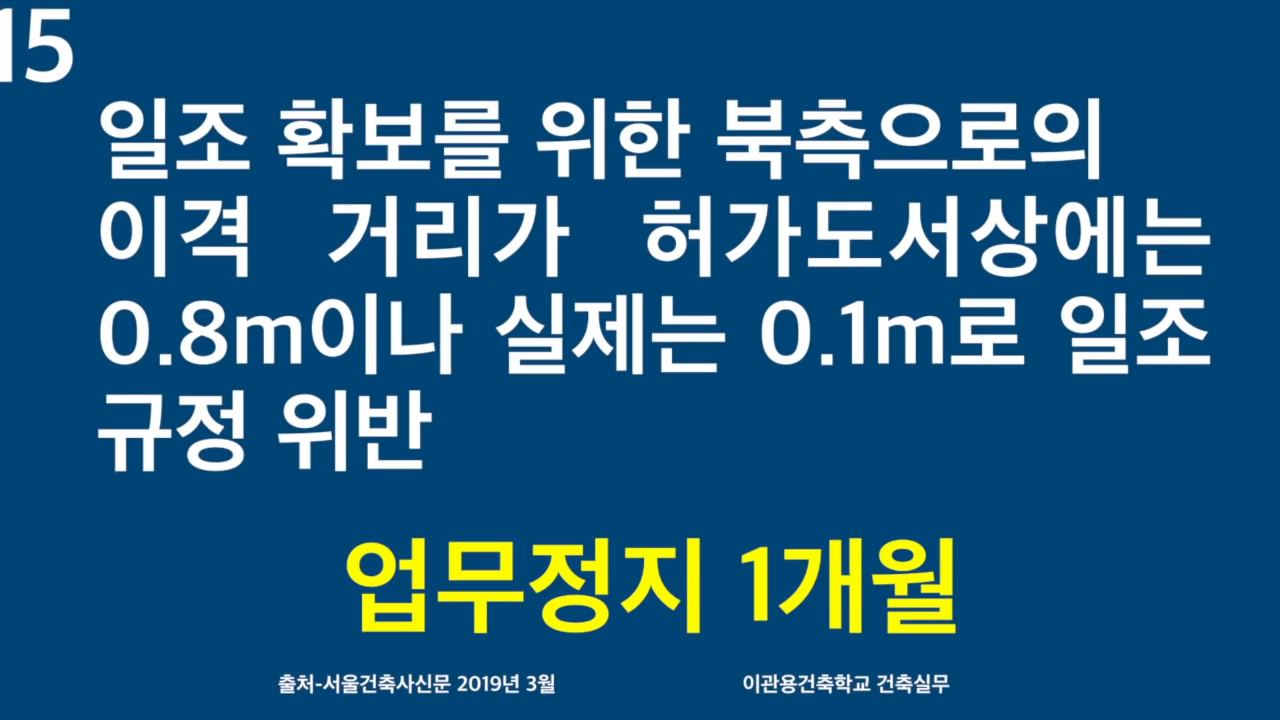 15
일조 확보를 위한 북측으로의
이격 거리가 허가도서상에는
0.8m이나 실제는 0.1m로 일조
규정 위반
업무정지 1개월
출처-서울건축사신문 2019년 3월
이관용건축학교 건축실무